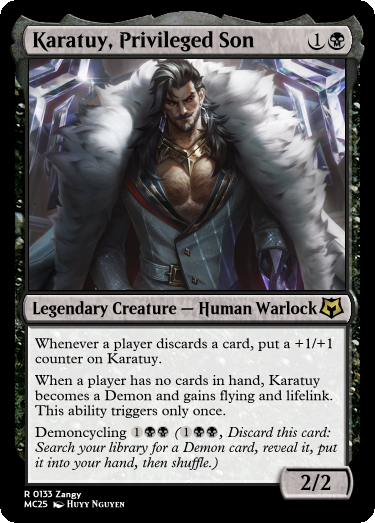 Karatuy, Privileged Son 1
Legendary Creature — Human Warlock
Whenever a player discards a card, put a +1/+1
counter on Karatuy.
When a player has no cards in hand, Karatuy
becomes a Demon and gains flying and lifelink.
This ability triggers only once.
Demoncycling 1 (1, Discard this card:
Search your library for a Demon card, reveal it, put
it into your hand, then shuffle.)
2/2
R 0133 Zangy
MC25 Huyy Nguyen